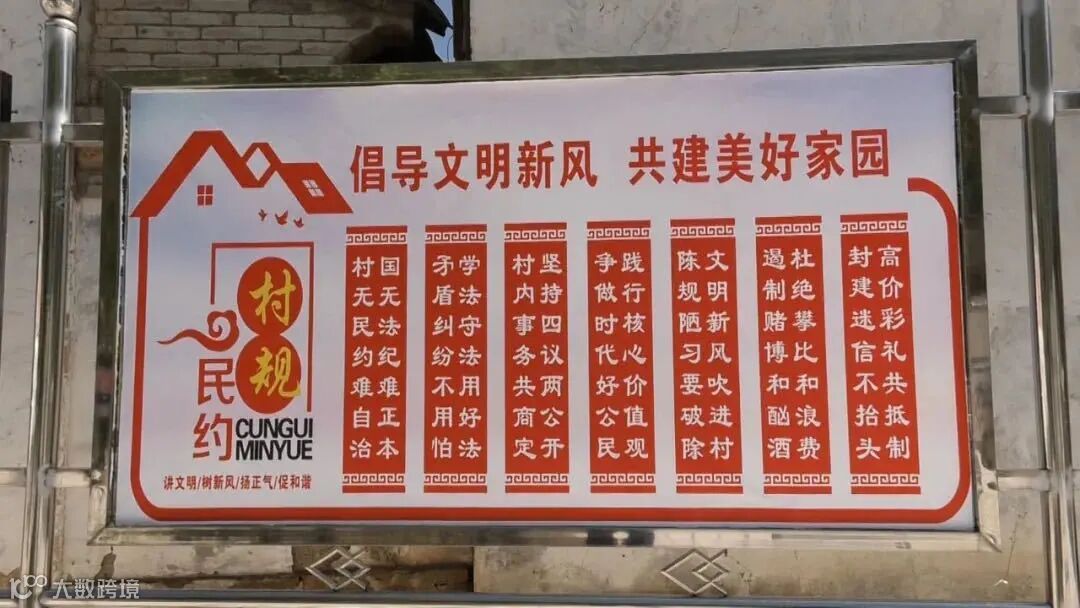 倡导文明新风 共建美好家园
村规
民约
CUNGUI
MINYUE
讲文明/树新风/扬正气/促和谐
国无法纪难正本
村无民约难自治
学法守法用好法
矛盾纠纷不用怕
坚持四议两公开
村内事务共商定
践行核心价值观
争做时代好公民
文明新风吹进村
陈规陋习要破除
杜绝攀比和浪费
遏制赌博和酗酒
高价彩礼共抵制
封建迷信不抬头
大数跨境